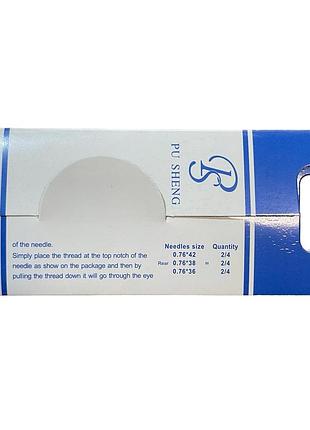 PS
PU SHENG
of the needle.
Simply place the thread at the top notch of the
needle as show on the package and then by
pulling the thread down it will go through the eye
Needles size Quantity
0.76*42 2/4
Rear 0.76*38 H 2/4
0.76*36 2/4